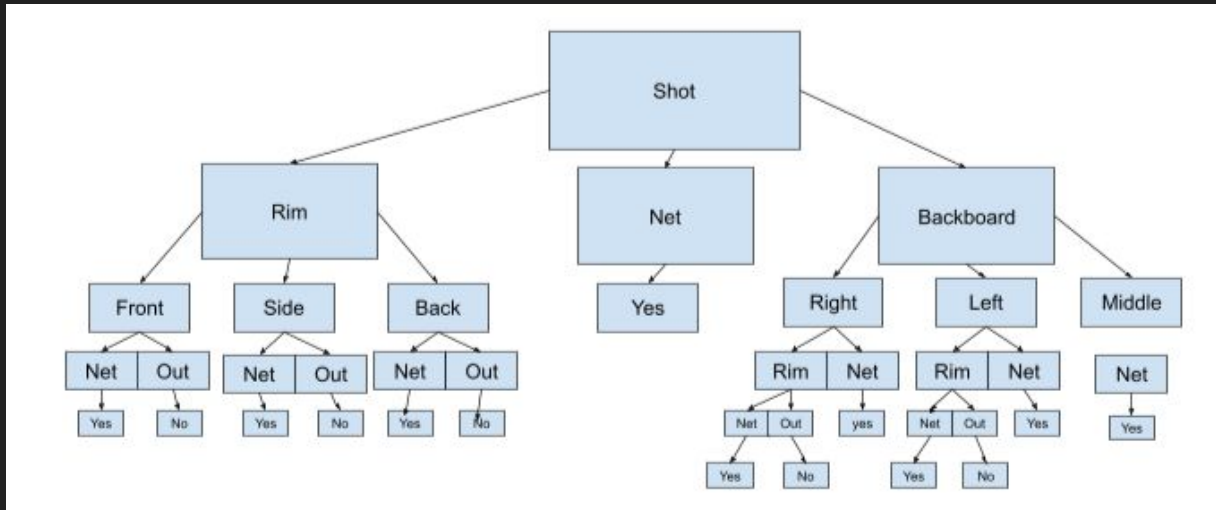 Shot
Rim
Net
Backboard
Front
Side
Back
Yes
Right
Left
Middle
Net Out
Net Out
Net Out
Rim Net
Rim Net
Net
Yes No
Yes No
Yes No
Net Out
yes
Net Out
Yes
Yes
Yes No
Yes No